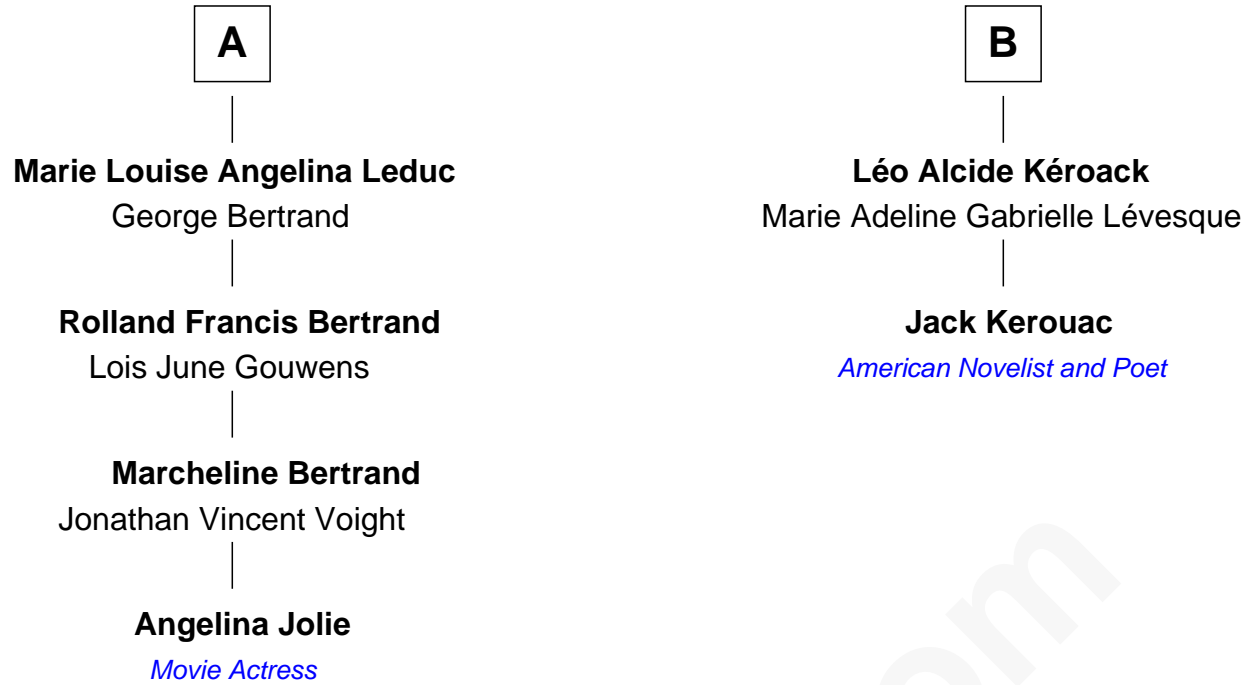 A
Marie Louise Angelina Leduc
George Bertrand
Rolland Francis Bertrand
Lois June Gouwens
Marcheline Bertrand
Jonathan Vincent Voight
Angelina Jolie
Movie Actress
B
Léo Alcide Kéroack
Marie Adeline Gabrielle Lévesque
Jack Kerouac
American Novelist and Poet
om